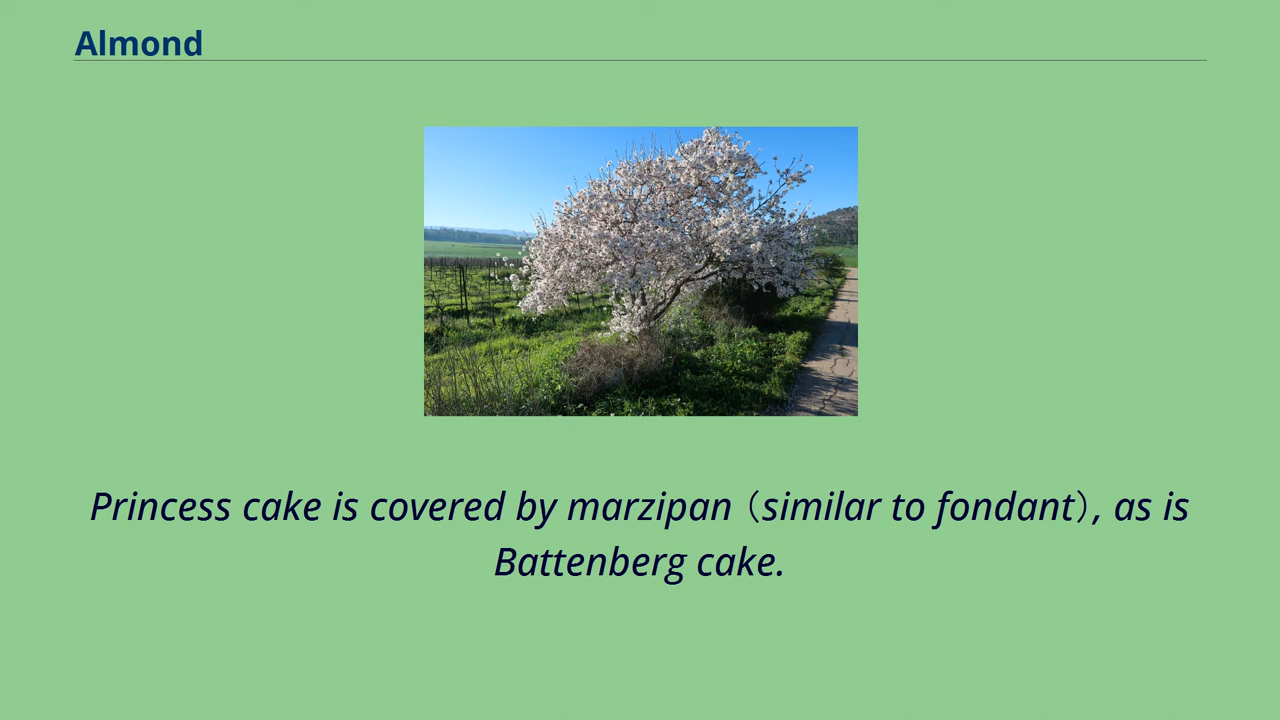 Almond
Princess cake is covered by marzipan (similar to fondant), as is
Battenberg cake.